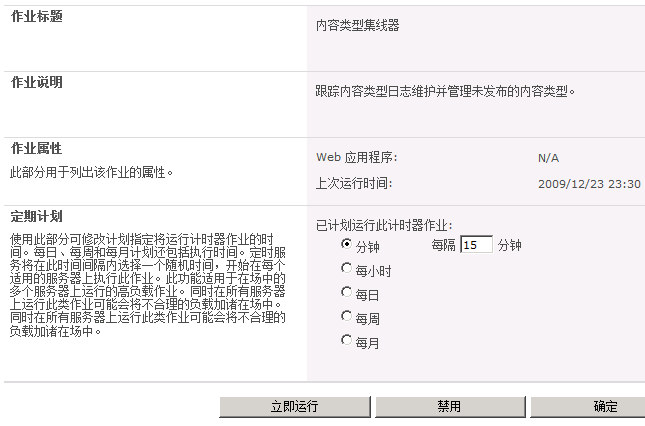 作业标题
内容类型集线器
作业说明
跟踪内容类型日志维护并管理未发布的内容类型。
作业属性
此部分用于列出该作业的属性。
Web 应用程序: N/A
上次运行时间: 2009/12/23 23:30
定期计划
使用此部分可修改计划指定将运行计时器作业的时
间。每日、每周和每月计划还包括执行时间。定时服
务将在此时间间隔内选择一个随机时间，开始在每个
适用的服务器上执行此作业。此功能适用于在场中的
多个服务器上运行的高负载作业。同时在所有服务器
上运行此类作业可能会将不合理的负载加诸在场中。
同时在所有服务器上运行此类作业可能会将不合理的
负载加诸在场中。
已计划运行此计时器作业:
分钟 每隔 15 分钟
每小时
每日
每周
每月
立即运行 禁用 确定